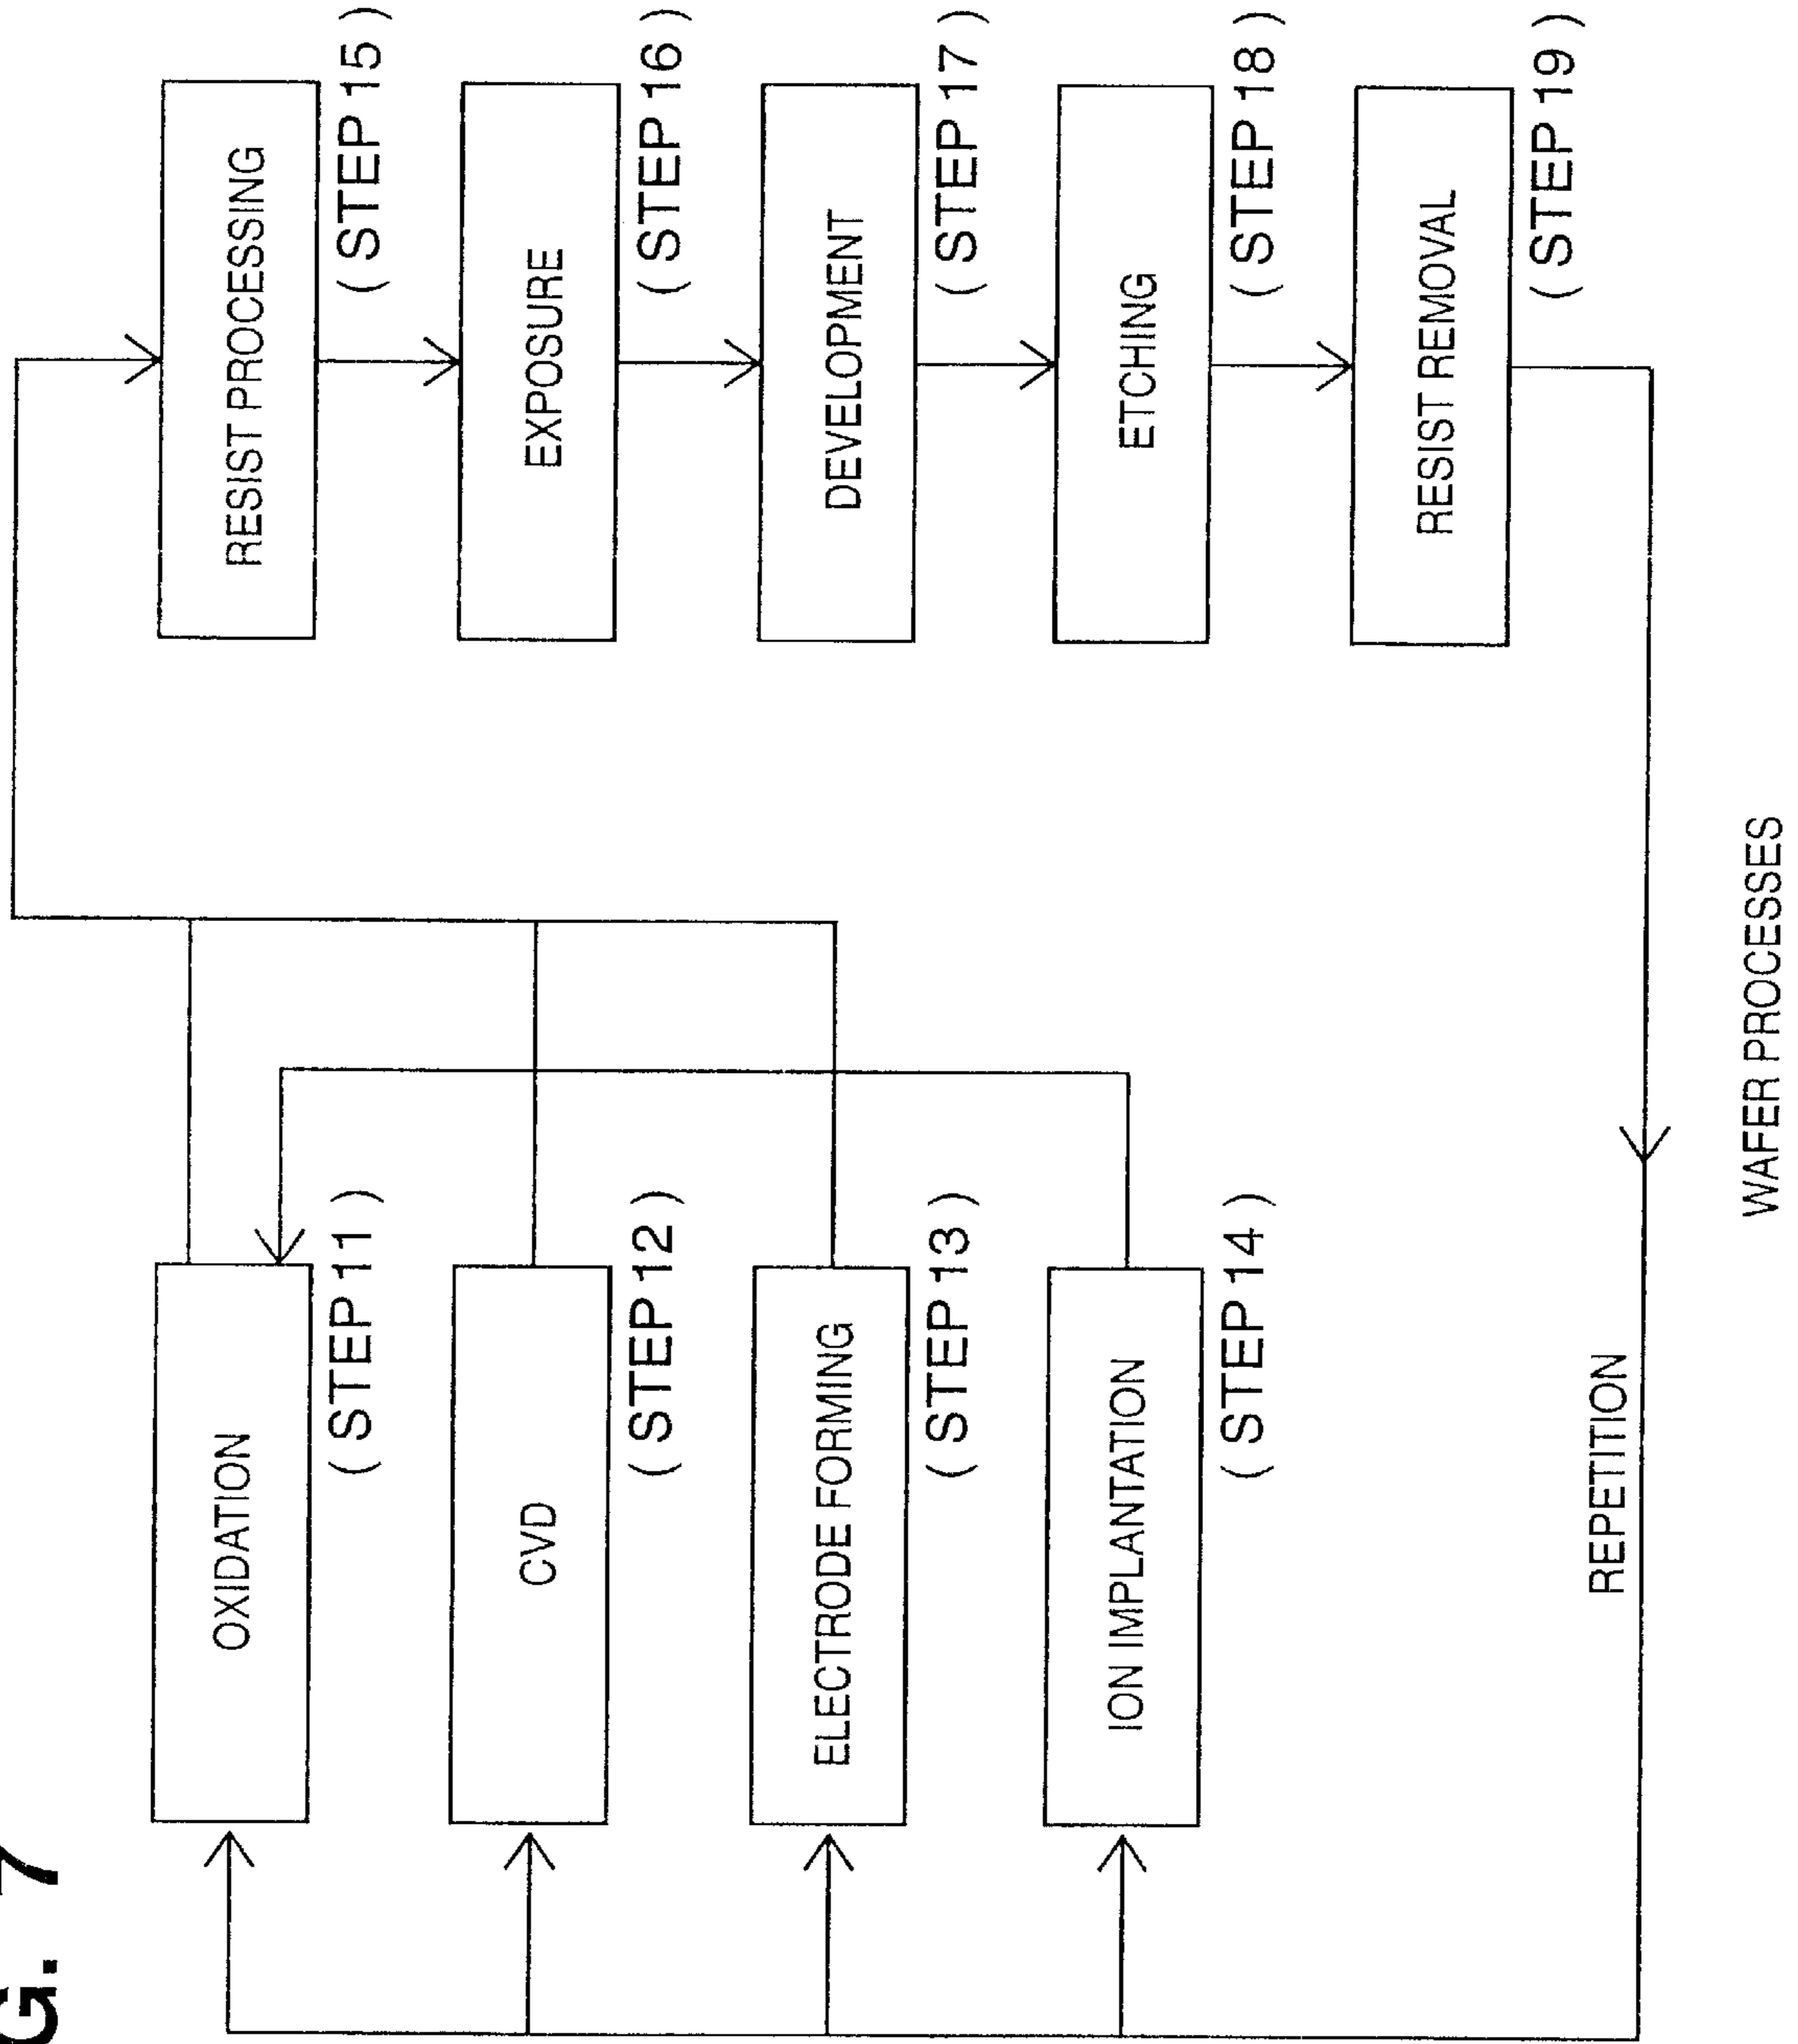 G. 7
OXIDATION
( STEP 11 )
CVD
( STEP 12 )
ELECTRODE FORMING
( STEP 13 )
ION IMPLANTATION
( STEP 14 )
RESIST PROCESSING
( STEP 15 )
EXPOSURE
( STEP 16 )
DEVELOPMENT
( STEP 17 )
ETCHING
( STEP 18 )
RESIST REMOVAL
( STEP 19 )
REPETITION
WAFER PROCESSES